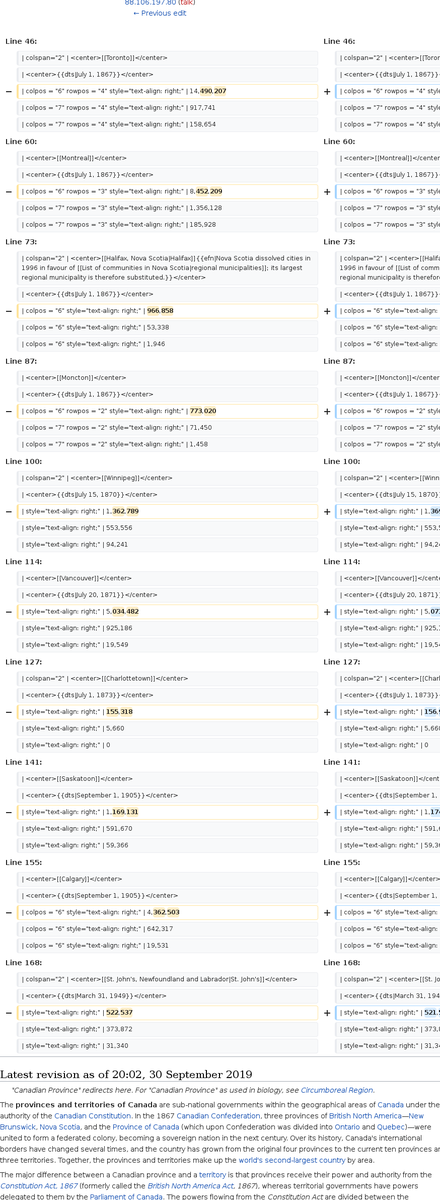 88.106.197.80 (talk)
← Previous edit
Line 46: Line 46:
| colspan="2" | <center>[[Toronto]]</center> | colspan="2" | <center>[[Toronto
| <center>{{dts|July 1, 1867}}</center> | <center>{{dts|July 1, 1867}}</ce
− | colpos = "6" rowpos = "4" style="text-align: right;" | 14,490.207 + | colpos = "6" rowpos = "4" style
| colpos = "7" rowpos = "4" style="text-align: right;" | 917,741 | colpos = "7" rowpos = "4" style
| colpos = "7" rowpos = "4" style="text-align: right;" | 158,654 | colpos = "7" rowpos = "4" style
Line 60: Line 60:
| <center>[[Montreal]]</center> | <center>[[Montreal]]</center>
| <center>{{dts|July 1, 1867}}</center> | <center>{{dts|July 1, 1867}}</ce
− | colpos = "6" rowpos = "3" style="text-align: right;" | 8,452.209 + | colpos = "6" rowpos = "3" style
| colpos = "7" rowpos = "3" style="text-align: right;" | 1,356,128 | colpos = "7" rowpos = "3" style
| colpos = "7" rowpos = "3" style="text-align: right;" | 185,928 | colpos = "7" rowpos = "3" style
Line 73: Line 73:
| colspan="2" | <center>[[Halifax, Nova Scotia|Halifax]]{{efn|Nova Scotia dissolved cities in | colspan="2" | <center>[[Halifax,
1996 in favour of [[List of communities in Nova Scotia|regional municipalities]]; its largest 1996 in favour of [[List of comm
regional municipality is therefore substituted.}}</center> regional municipality is therefore
| <center>{{dts|July 1, 1867}}</center> | <center>{{dts|July 1, 1867}}</ce
− | colpos = "6" style="text-align: right;" | 966.858 + | colpos = "6" style="text-align:
| colpos = "6" style="text-align: right;" | 53,338 | colpos = "6" style="text-align:
| colpos = "6" style="text-align: right;" | 1,946 | colpos = "6" style="text-align:
Line 87: Line 87:
| <center>[[Moncton]]</center> | <center>[[Moncton]]</center>
| <center>{{dts|July 1, 1867}}</center> | <center>{{dts|July 1, 1867}}</ce
− | colpos = "6" rowpos = "2" style="text-align: right;" | 773.020 + | colpos = "6" rowpos = "2" style
| colpos = "7" rowpos = "2" style="text-align: right;" | 71,450 | colpos = "7" rowpos = "2" style
| colpos = "7" rowpos = "2" style="text-align: right;" | 1,458 | colpos = "7" rowpos = "2" style
Line 100: Line 100:
| colspan="2" | <center>[[Winnipeg]]</center> | colspan="2" | <center>[[Winn
| <center>{{dts|July 15, 1870}}</center> | <center>{{dts|July 15, 1870}}
− | style="text-align: right;" | 1,362.789 + | style="text-align: right;" | 1,36
| style="text-align: right;" | 553,556 | style="text-align: right;" | 553,5
| style="text-align: right;" | 94,241 | style="text-align: right;" | 94,2
Line 114: Line 114:
| <center>[[Vancouver]]</center> | <center>[[Vancouver]]</center>
| <center>{{dts|July 20, 1871}}</center> | <center>{{dts|July 20, 1871}}
− | style="text-align: right;" | 5,034.482 + | style="text-align: right;" | 5,07
| style="text-align: right;" | 925,186 | style="text-align: right;" | 925,
| style="text-align: right;" | 19,549 | style="text-align: right;" | 19,5
Line 127: Line 127:
| colspan="2" | <center>[[Charlottetown]]</center> | colspan="2" | <center>[[Charl
| <center>{{dts|July 1, 1873}}</center> | <center>{{dts|July 1, 1873}}
− | style="text-align: right;" | 155.318 + | style="text-align: right;" | 156.
| style="text-align: right;" | 5,660 | style="text-align: right;" | 5,66
| style="text-align: right;" | 0 | style="text-align: right;" | 0
Line 141: Line 141:
| <center>[[Saskatoon]]</center> | <center>[[Saskatoon]]</center
| <center>{{dts|September 1, 1905}}</center> | <center>{{dts|September 1,
− | style="text-align: right;" | 1,169.131 + | style="text-align: right;" | 1,17
| style="text-align: right;" | 591,670 | style="text-align: right;" | 591,
| style="text-align: right;" | 59,366 | style="text-align: right;" | 59,3
Line 155: Line 155:
| <center>[[Calgary]]</center> | <center>[[Calgary]]</center>
| <center>{{dts|September 1, 1905}}</center> | <center>{{dts|September 1,
− | colpos = "6" style="text-align: right;" | 4,362.503 + | colpos = "6" style="text-align:
| colpos = "6" style="text-align: right;" | 642,317 | colpos = "6" style="text-align:
| colpos = "6" style="text-align: right;" | 19,531 | colpos = "6" style="text-align:
Line 168: Line 168:
| colspan="2" | <center>[[St. John's, Newfoundland and Labrador|St. John's]]</center> | colspan="2" | <center>[[St. Jo
| <center>{{dts|March 31, 1949}}</center> | <center>{{dts|March 31, 194
− | style="text-align: right;" | 522.537 + | style="text-align: right;" | 521.
| style="text-align: right;" | 373,872 | style="text-align: right;" | 373,
| style="text-align: right;" | 31,340 | style="text-align: right;" | 31,3
Latest revision as of 20:02, 30 September 2019
"Canadian Province" redirects here. For "Canadian Province" as used in biology, see Circumboreal Region.
The provinces and territories of Canada are sub-national governments within the geographical areas of Canada under the
authority of the Canadian Constitution. In the 1867 Canadian Confederation, three provinces of British North America—New
Brunswick, Nova Scotia, and the Province of Canada (which upon Confederation was divided into Ontario and Quebec)—were
united to form a federated colony, becoming a sovereign nation in the next century. Over its history, Canada's international
borders have changed several times, and the country has grown from the original four provinces to the current ten provinces and
three territories. Together, the provinces and territories make up the world's second-largest country by area.
The major difference between a Canadian province and a territory is that provinces receive their power and authority from the
Constitution Act, 1867 (formerly called the British North America Act, 1867), whereas territorial governments have powers
delegated to them by the Parliament of Canada. The powers flowing from the Constitution Act are divided between the